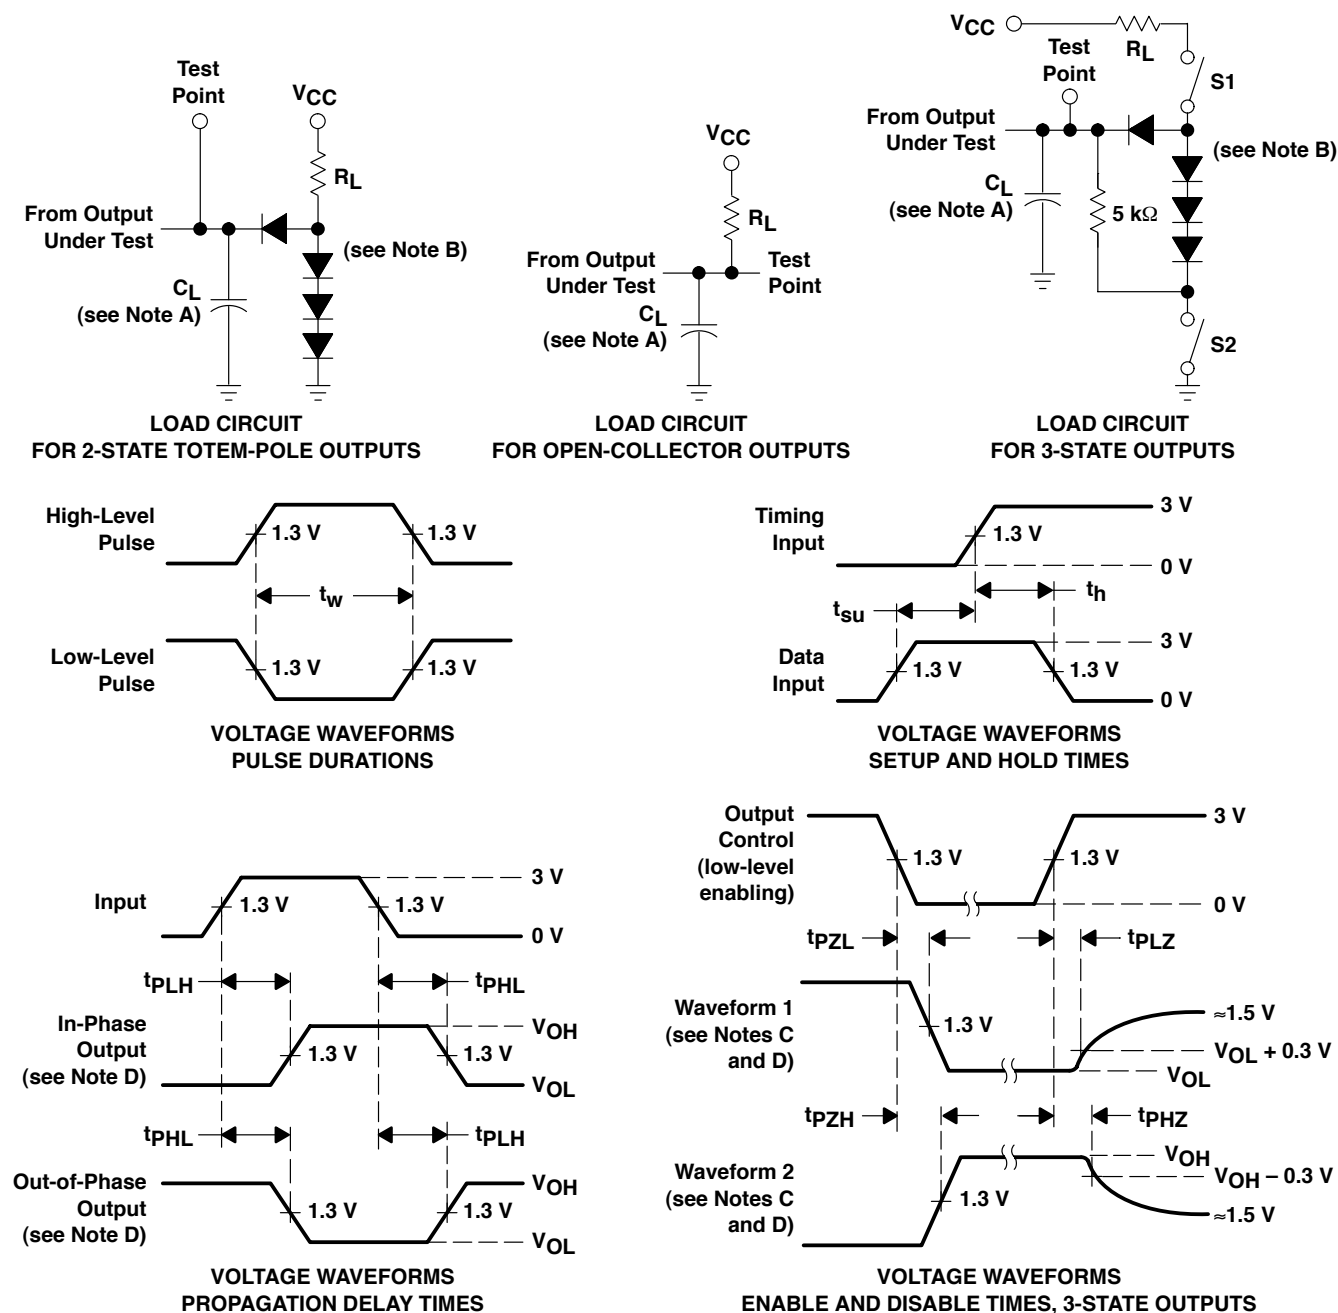 Test
Point
VCC
RL
From Output
Under Test
(see Note B)
CL
(see Note A)
LOAD CIRCUIT
FOR 2-STATE TOTEM-POLE OUTPUTS
VCC
RL
From Output
Under Test
Test
Point
CL
(see Note A)
LOAD CIRCUIT
FOR OPEN-COLLECTOR OUTPUTS
VCC
RL
Test
Point
S1
From Output
Under Test
(see Note B)
CL
(see Note A)
5 kΩ
S2
LOAD CIRCUIT
FOR 3-STATE OUTPUTS
High-Level
Pulse
1.3 V
1.3 V
tw
Low-Level
Pulse
1.3 V
1.3 V
VOLTAGE WAVEFORMS
PULSE DURATIONS
Timing
Input
1.3 V
3 V
0 V
th
tsu
Data
Input
1.3 V
1.3 V
3 V
0 V
VOLTAGE WAVEFORMS
SETUP AND HOLD TIMES
Input
1.3 V
1.3 V
3 V
0 V
tPLH
tPHL
In-Phase
Output
(see Note D)
1.3 V
1.3 V
VOH
VOL
tPHL
tPLH
Out-of-Phase
Output
(see Note D)
1.3 V
1.3 V
VOH
VOL
VOLTAGE WAVEFORMS
PROPAGATION DELAY TIMES
Output
Control
(low-level
enabling)
1.3 V
1.3 V
3 V
0 V
tPZL
tPLZ
Waveform 1
(see Notes C
and D)
1.3 V
≈1.5 V
VOL + 0.3 V
VOL
tPZH
tPHZ
Waveform 2
(see Notes C
and D)
1.3 V
VOH
VOH – 0.3 V
≈1.5 V
VOLTAGE WAVEFORMS
ENABLE AND DISABLE TIMES, 3-STATE OUTPUTS